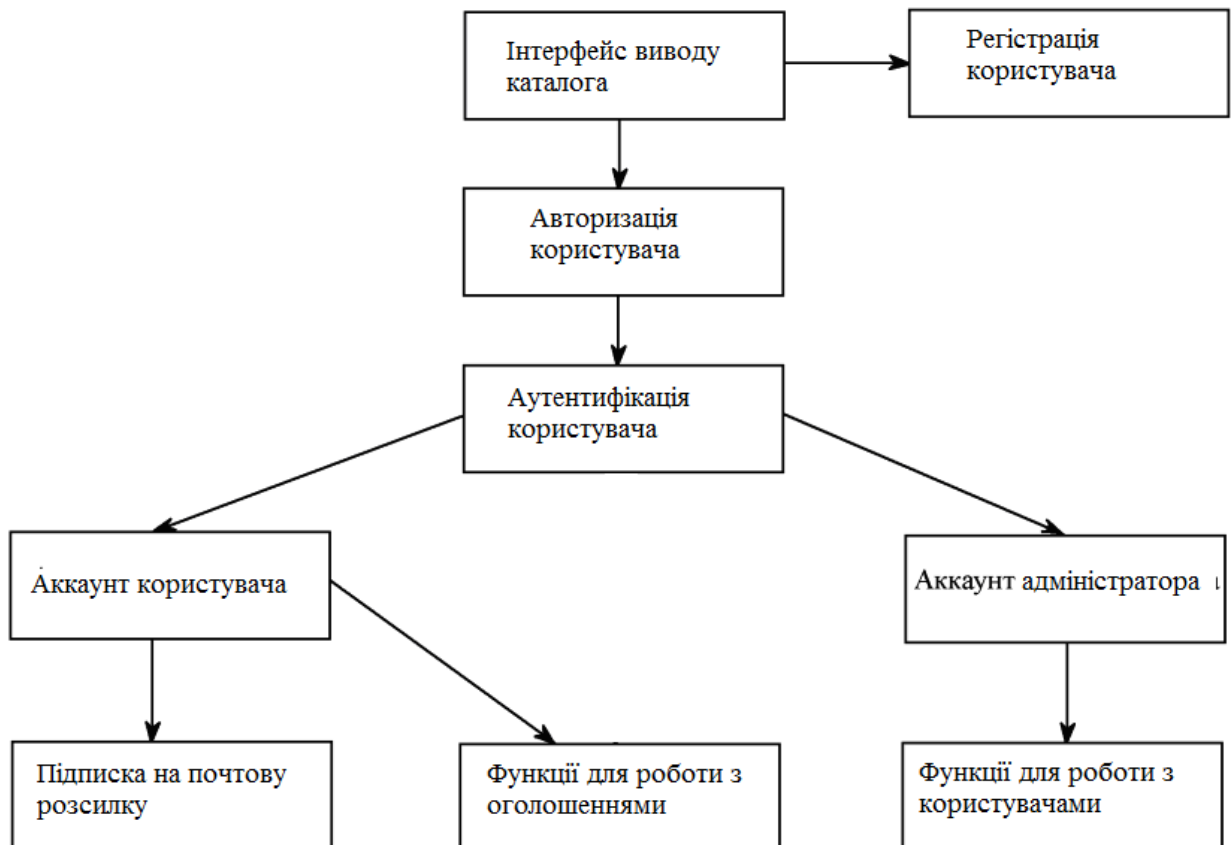 Інтерфейс виводу
каталога
Регістрація
користувача
Авторизація
користувача
Аутентифікація
користувача
Аккаунт користувача
Аккаунт адміністратора
Підписка на почтову
розсилку
Функції для роботи з
оголошеннями
Функції для роботи з
користувачами